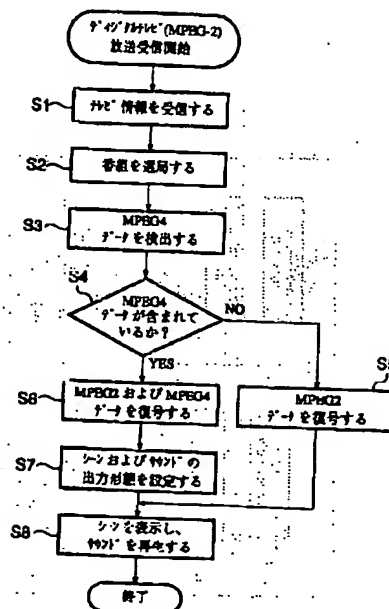 ディジタルテレビ(MPEG-2)
放送受信開始
S1
テレビ情報を受信する
S2
番組を選局する
S3
MPEG4
データを検出する
S4
MPEG4
データが含まれて
いるか?
NO
YES
S6
MPEG2およびMPEG4
データを復号する
S5
MPEG2
データを復号する
S7
シーンおよびサウンドの
出力形態を設定する
S8
シーンを表示し、
サウンドを再生する
終了